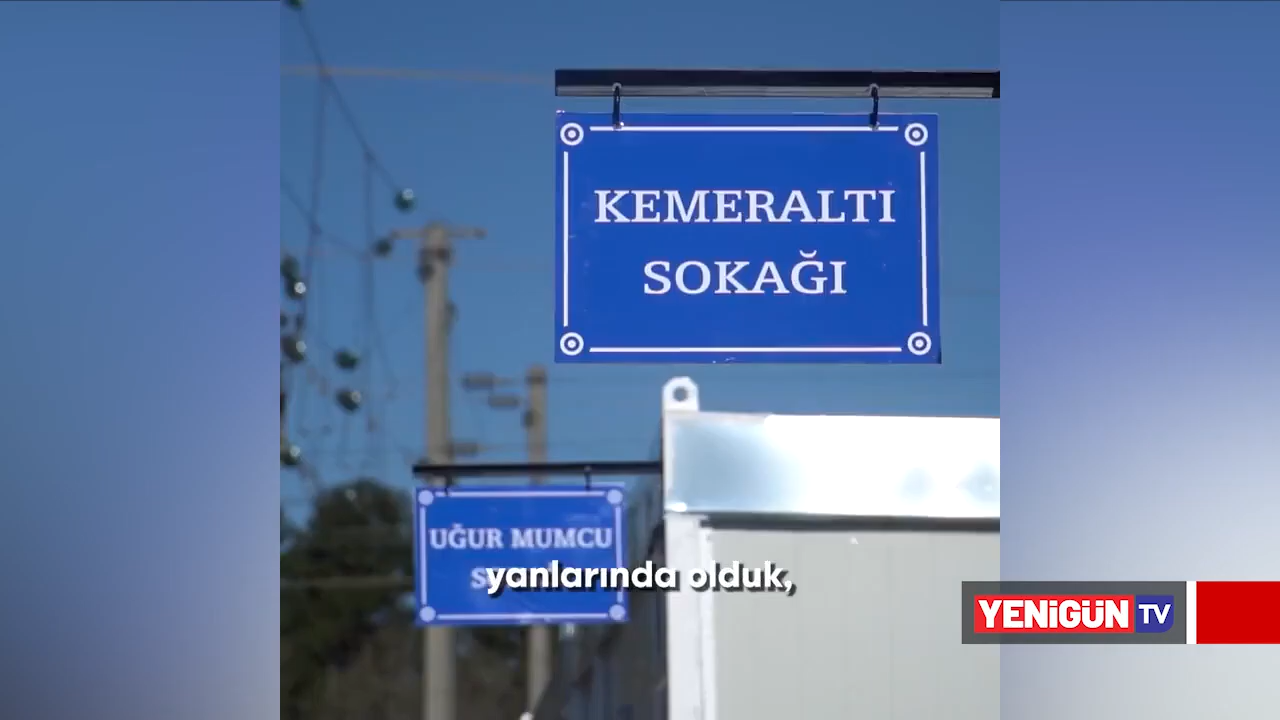 KEMERALTI
SOKAĞI
UĞUR MUMCU
yanlarında olduk,
YENİGÜN TV